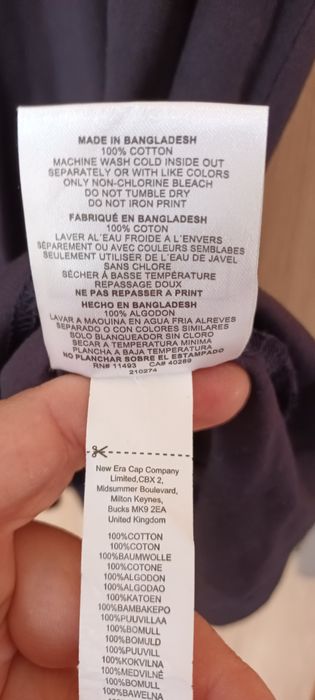 MADE IN BANGLADESH
100% COTTON
MACHINE WASH COLD INSIDE OUT
SEPARATELY OR WITH LIKE COLORS
ONLY NON-CHLORINE BLEACH
DO NOT TUMBLE DRY
DO NOT IRON PRINT
FABRIQUÉ EN BANGLADESH
100% COTON
LAVER AL'EAU FROIDE A L'ENVERS
SÉPAREMENT OU AVEC COULEURS SEMBLABES
SEULEMENT UTILISER DE L'EAU DE JAVEL
SANS CHLORE
SÉCHER À BASSE TEMPÉRATURE
REPASSAGE DOUX
NE PAS REPASSER A PRINT
HECHO EN BANGLADESH
100% ALGODON
LAVAR A MAQUINA EN AGUA FRIA ALREVES
SEPARADO O CON COLORES SIMILARES
SOLO BLANQUEADOR SIN CLORO
SECAR A TEMPERATURA MINIMA
PLANCHA A BAJA TEMPERATURA
NO PLANCHAR SOBRE EL ESTAMPADO
RN# 11493 CA# 40289
210274
New Era Cap Company
Limited,CBX 2,
Midsummer Boulevard,
Milton Keynes,
Bucks MK9 2EA
United Kingdom
100%COTTON
100%COTON
100%BAUMWOLLE
100%COTONE
100%ALGODON
100%ALGODAO
100%KATOEN
100%BAMBAKEPO
100%PUUVILLAA
100%BOMULL
100%BOMULD
100%PUUVILL
100%KOKVILNA
100%MEDVILNĖ
100%BOMULL
100%BAWELNA